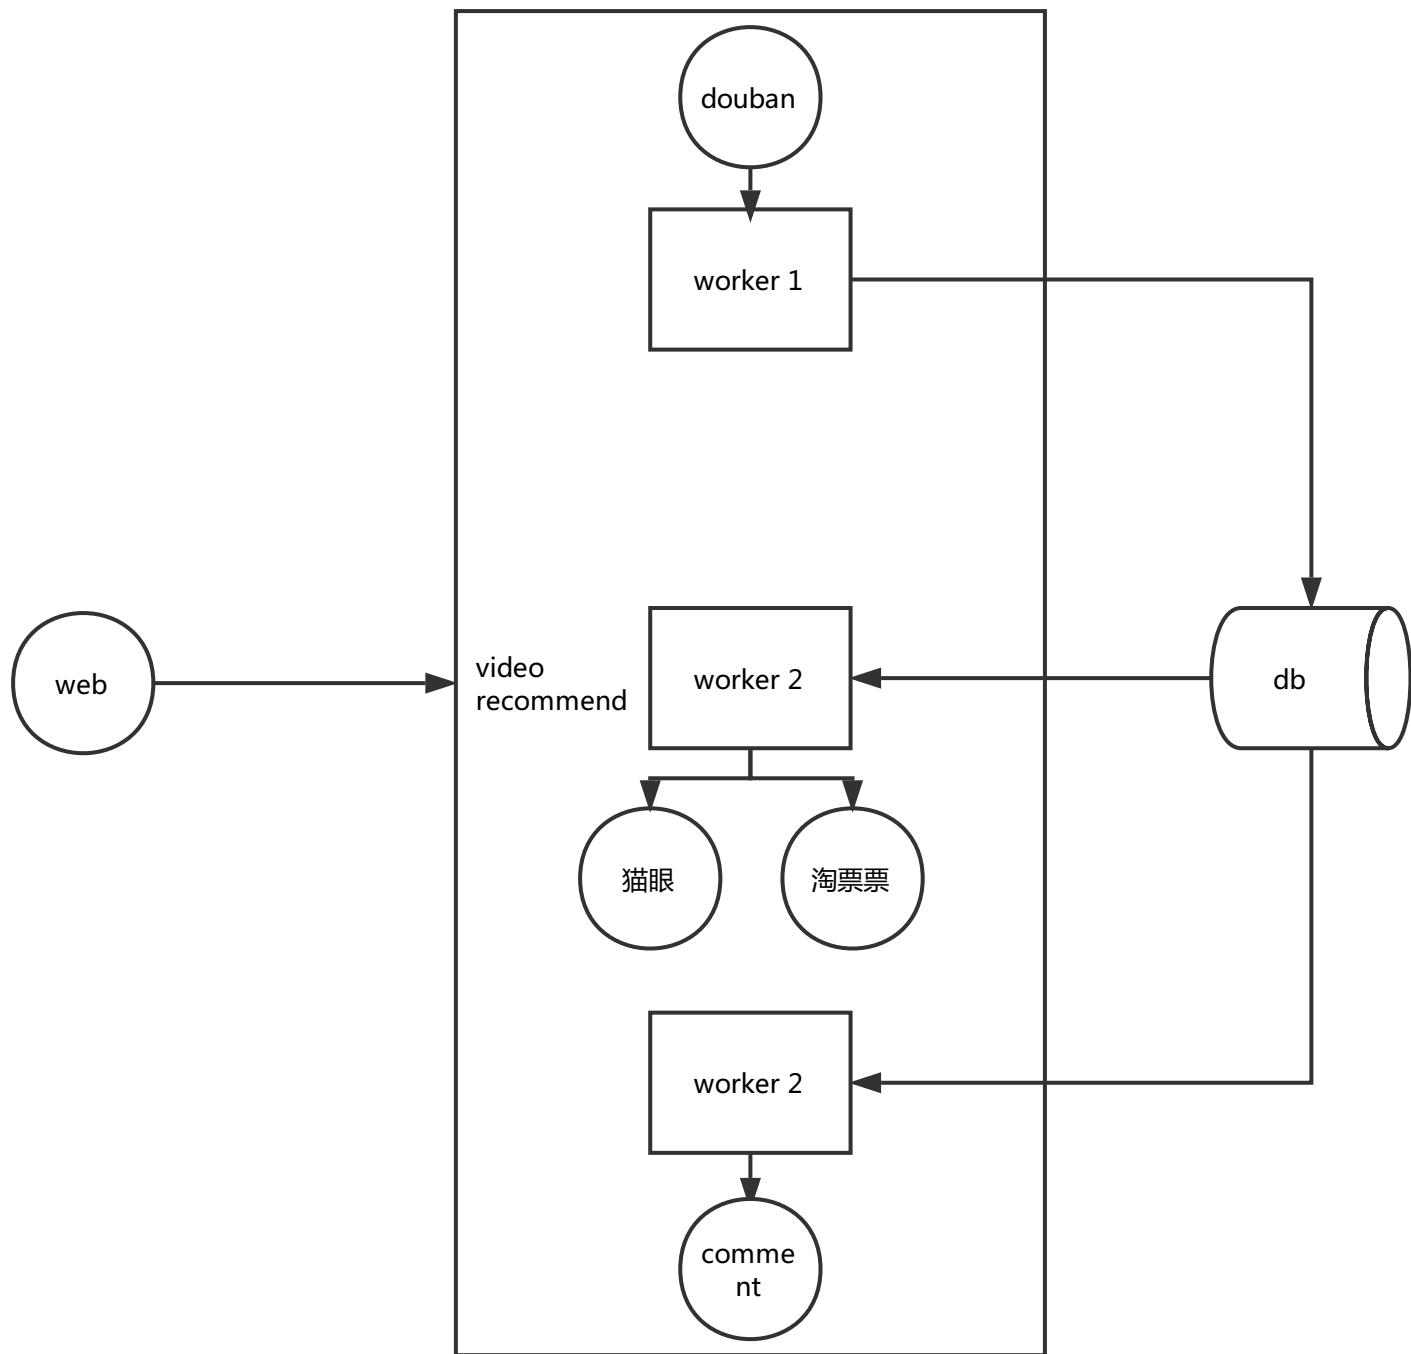 douban
worker 1
web
video
recommend
worker 2
db
猫眼
淘票票
worker 2
comme
nt